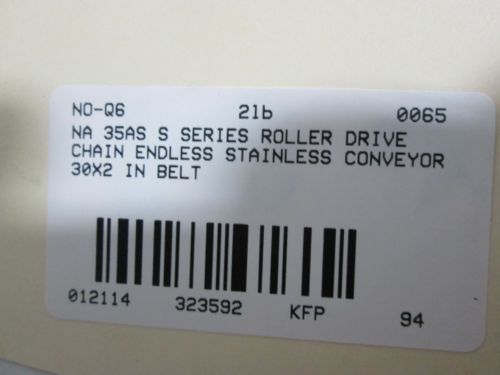 NO-Q6 21b 0065
NA 35AS S SERIES ROLLER DRIVE
CHAIN ENDLESS STAINLESS CONVEYOR
30X2 IN BELT
012114 323592 KFP 94